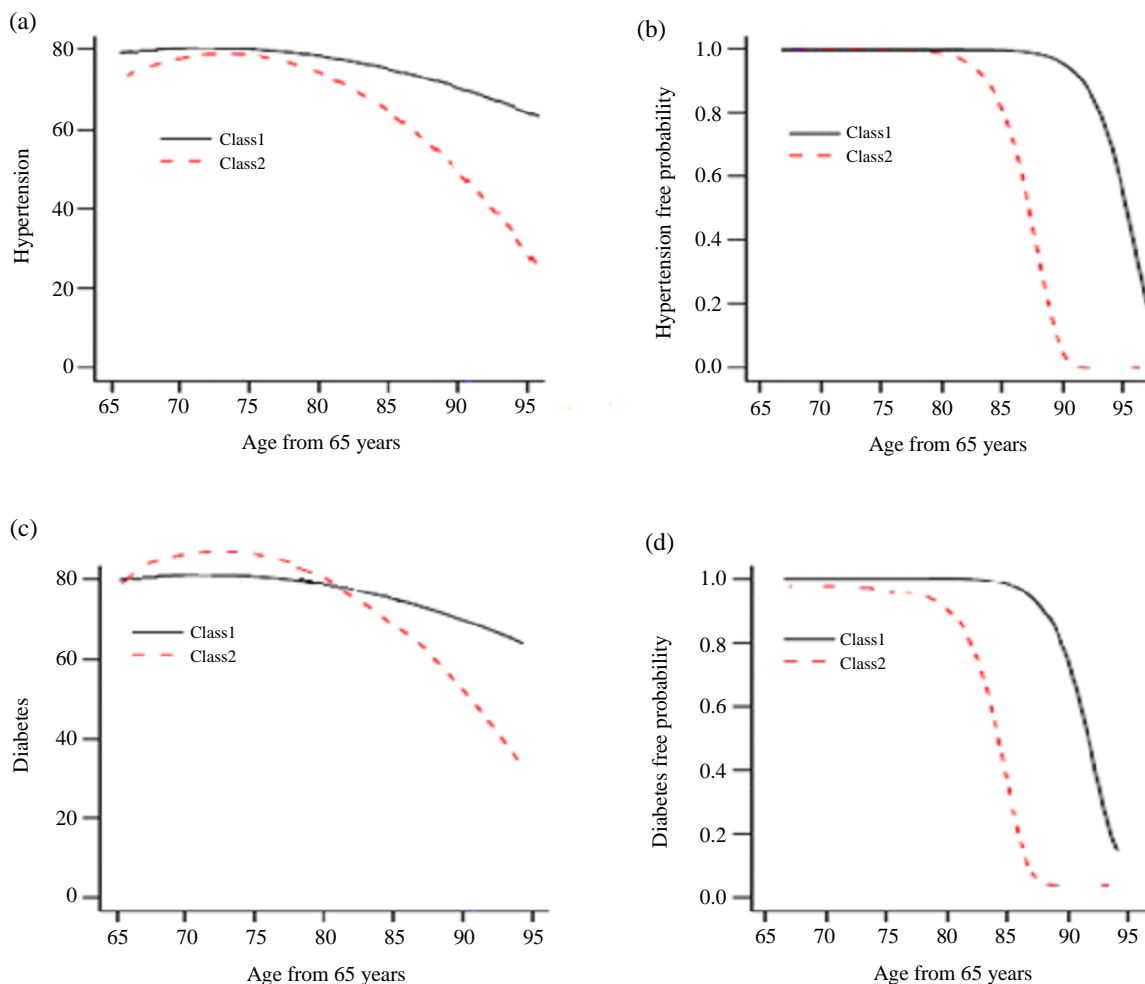 (a)
80
60
40
20
0
Hypertension
Class1
Class2
65 70 75 80 85 90 95
Age from 65 years
(b)
1.0
0.8
0.6
0.4
0.2
0.0
Hypertension free probability
Class1
Class2
65 70 75 80 85 90 95
Age from 65 years
(c)
80
60
40
20
0
Diabetes
Class1
Class2
65 70 75 80 85 90 95
Age from 65 years
(d)
1.0
0.8
0.6
0.4
0.2
0.0
Diabetes free probability
Class1
Class2
65 70 75 80 85 90 95
Age from 65 years